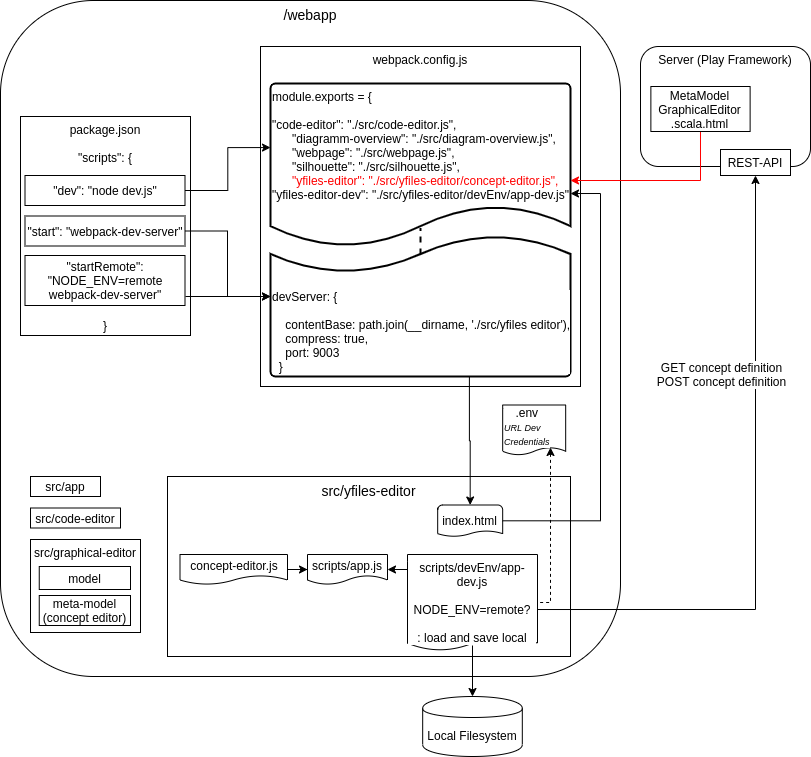 /webapp
webpack.config.js
Server (Play Framework)
MetaModel
GraphicalEditor
.scala.html
REST-API
package.json
"scripts": {
"dev": "node dev.js"
"start": "webpack-dev-server"
"startRemote":
"NODE_ENV=remote
webpack-dev-server"
}
module.exports = {
"code-editor": "./src/code-editor.js",
"diagramm-overview": "./src/diagram-overview.js",
"webpage": "./src/webpage.js",
"silhouette": "./src/silhouette.js",
"yfiles-editor": "./src/yfiles-editor/concept-editor.js",
"yfiles-editor-dev": "./src/yfiles-editor/devEnv/app-dev.js"
devServer: {
contentBase: path.join(__dirname, './src/yfiles editor'),
compress: true,
port: 9003
}
GET concept definition
POST concept definition
.env
URL Dev
Credentials
src/app
src/code-editor
src/graphical-editor
model
meta-model
(concept editor)
src/yfiles-editor
index.html
concept-editor.js
scripts/app.js
scripts/devEnv/app-
dev.js
NODE_ENV=remote?
: load and save local
Local Filesystem